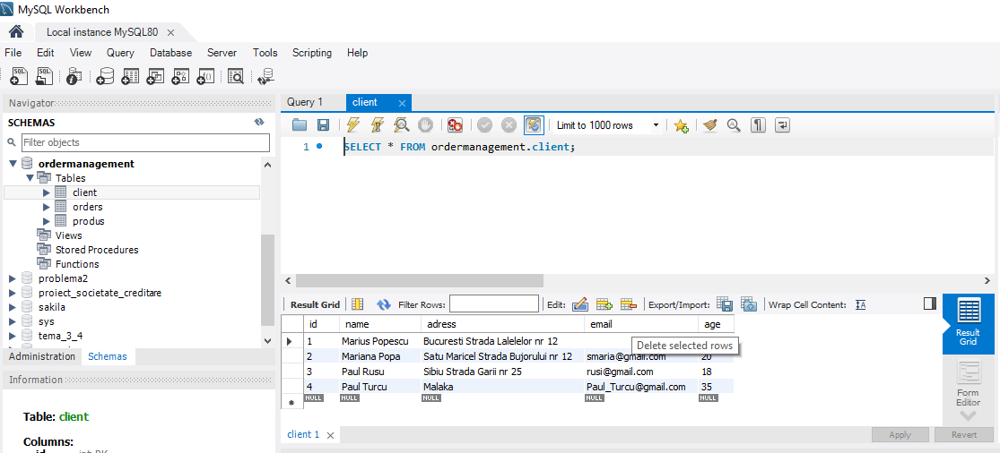 MySQL Workbench
Local instance MySQL80
File Edit View Query Database Server Tools Scripting Help
Navigator
SCHEMAS
Filter objects
ordermanagement
Tables
client
orders
produs
Views
Stored Procedures
Functions
problema2
proiect_societate_creditare
sakila
sys
tema_3_4
Administration Schemas
Information
Table: client
Columns:
id int PK
Query 1 client
Limit to 1000 rows
1 SELECT * FROM ordermanagement.client;
Result Grid Filter Rows: Edit: Export/Import: Wrap Cell Content:
id name adress email age
1 Marius Popescu Bucuresti Strada Lalelelor nr 12
Delete selected rows
2 Mariana Popa Satu Maricel Strada Bujorului nr 12 smaria@gmail.com 20
3 Paul Rusu Sibiu Strada Garii nr 25 rusi@gmail.com 18
4 Paul Turcu Malaka Paul_Turcu@gmail.com 35
NULL NULL NULL NULL NULL
Result
Grid
Form
Editor
client 1
Apply Revert